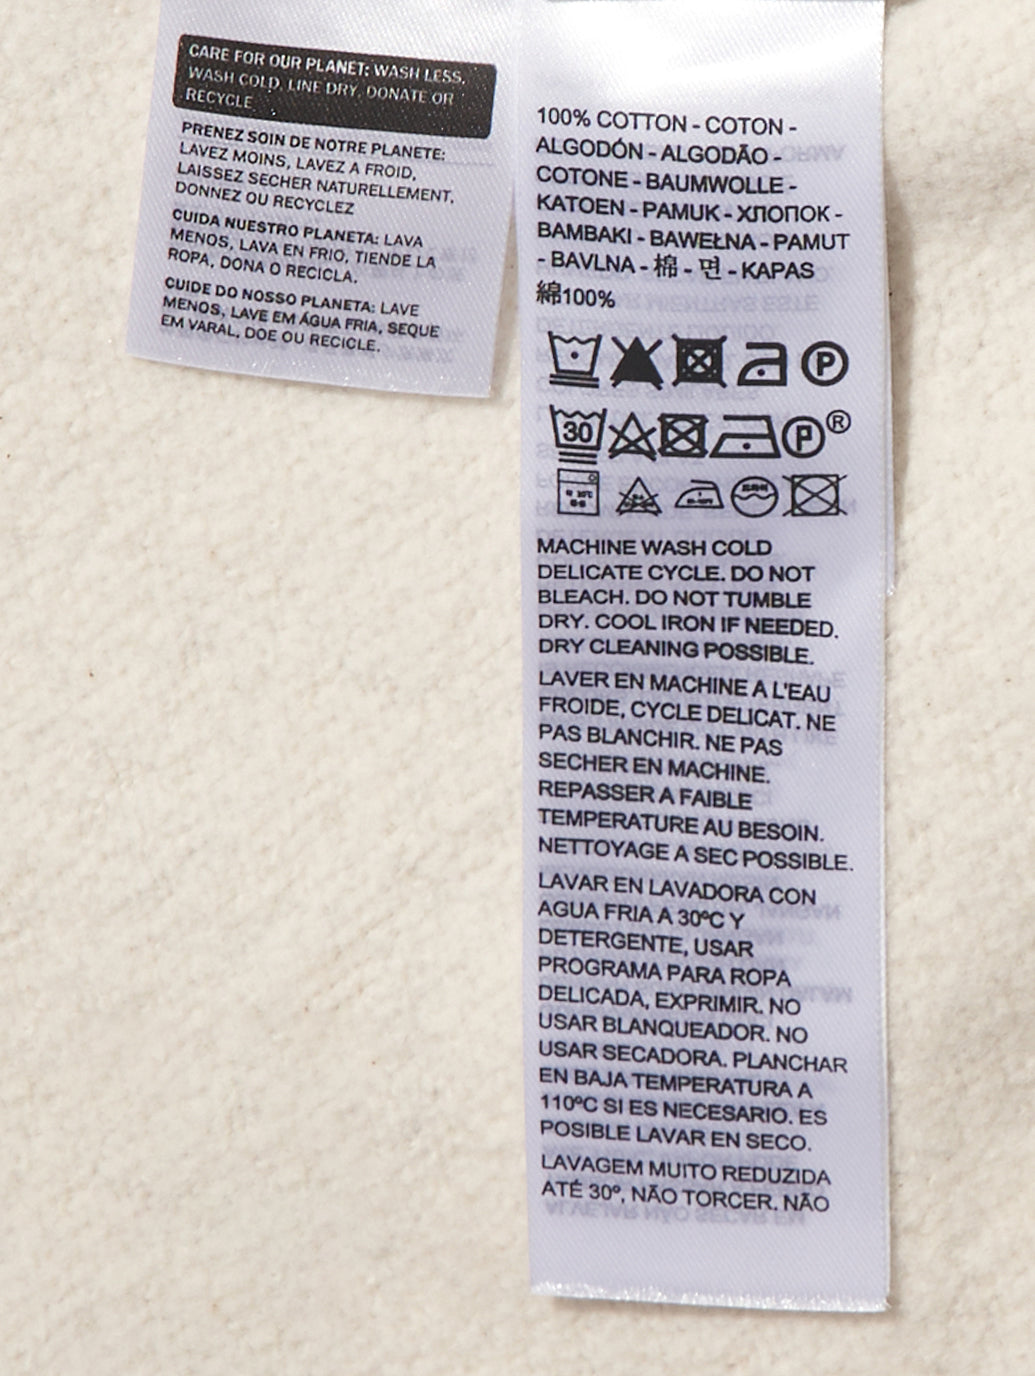 CARE FOR OUR PLANET: WASH LESS,
WASH COLD, LINE DRY, DONATE OR
RECYCLE
PRENEZ SOIN DE NOTRE PLANETE:
LAVEZ MOINS, LAVEZ A FROID,
LAISSEZ SECHER NATURELLEMENT,
DONNEZ OU RECYCLEZ
CUIDA NUESTRO PLANETA: LAVA
MENOS, LAVA EN FRIO, TIENDE LA
ROPA, DONA O RECICLA.
CUIDE DO NOSSO PLANETA: LAVE
MENOS, LAVE EM ÁGUA FRIA, SEQUE
EM VARAL, DOE OU RECICLE.
100% COTTON - COTON -
ALGODÓN - ALGODÃO -
COTONE - BAUMWOLLE -
KATOEN - PAMUK - ХЛОПОК -
BAMBAKI - BAWEŁNA - PAMUT
- BAVLNA - 棉 - 면 - KAPAS
綿100%
P
30 P ®
MACHINE WASH COLD
DELICATE CYCLE. DO NOT
BLEACH. DO NOT TUMBLE
DRY. COOL IRON IF NEEDED.
DRY CLEANING POSSIBLE.
LAVER EN MACHINE A L'EAU
FROIDE, CYCLE DELICAT. NE
PAS BLANCHIR. NE PAS
SECHER EN MACHINE.
REPASSER A FAIBLE
TEMPERATURE AU BESOIN.
NETTOYAGE A SEC POSSIBLE.
LAVAR EN LAVADORA CON
AGUA FRIA A 30ºC Y
DETERGENTE, USAR
PROGRAMA PARA ROPA
DELICADA, EXPRIMIR. NO
USAR BLANQUEADOR. NO
USAR SECADORA. PLANCHAR
EN BAJA TEMPERATURA A
110ºC SI ES NECESARIO. ES
POSIBLE LAVAR EN SECO.
LAVAGEM MUITO REDUZIDA
ATÉ 30º, NÃO TORCER. NÃO